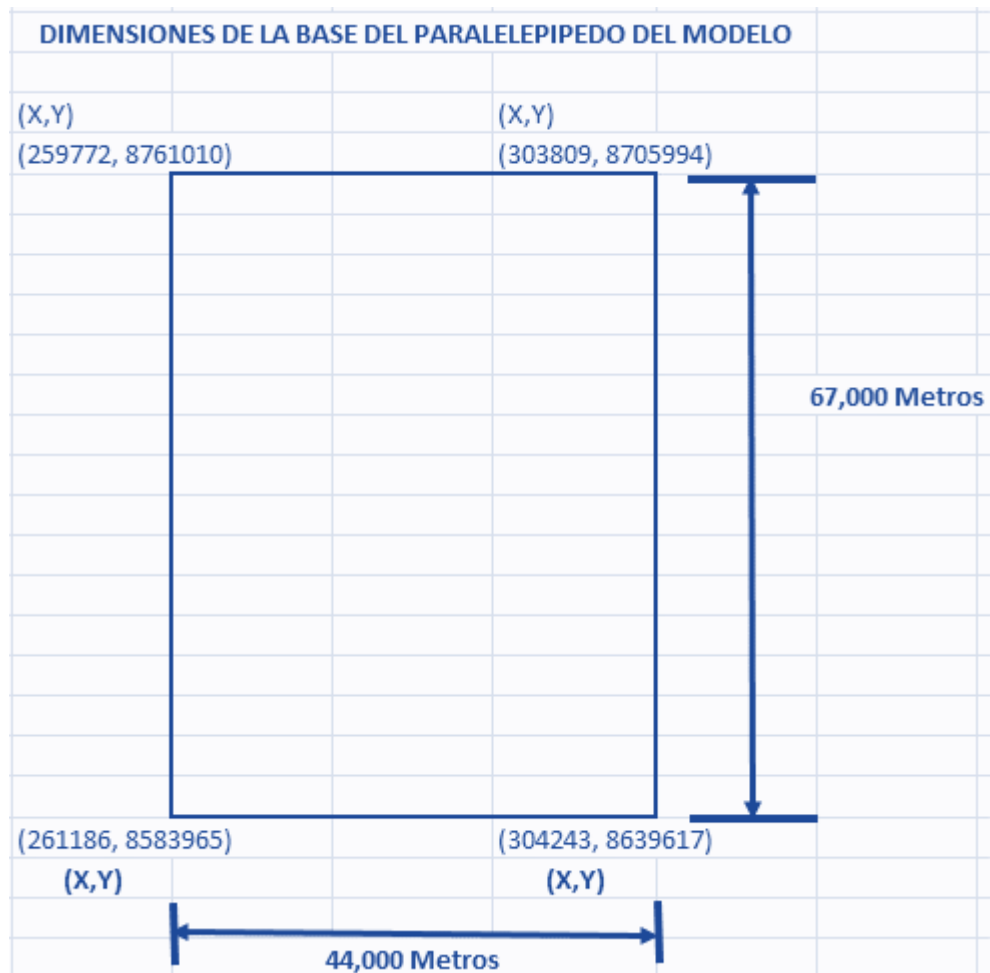 DIMENSIONES DE LA BASE DEL PARALELEPIPEDO DEL MODELO
(X,Y) (X,Y)
(259772, 8761010) (303809, 8705994)
67,000 Metros
(261186, 8583965) (304243, 8639617)
(X,Y) (X,Y)
44,000 Metros